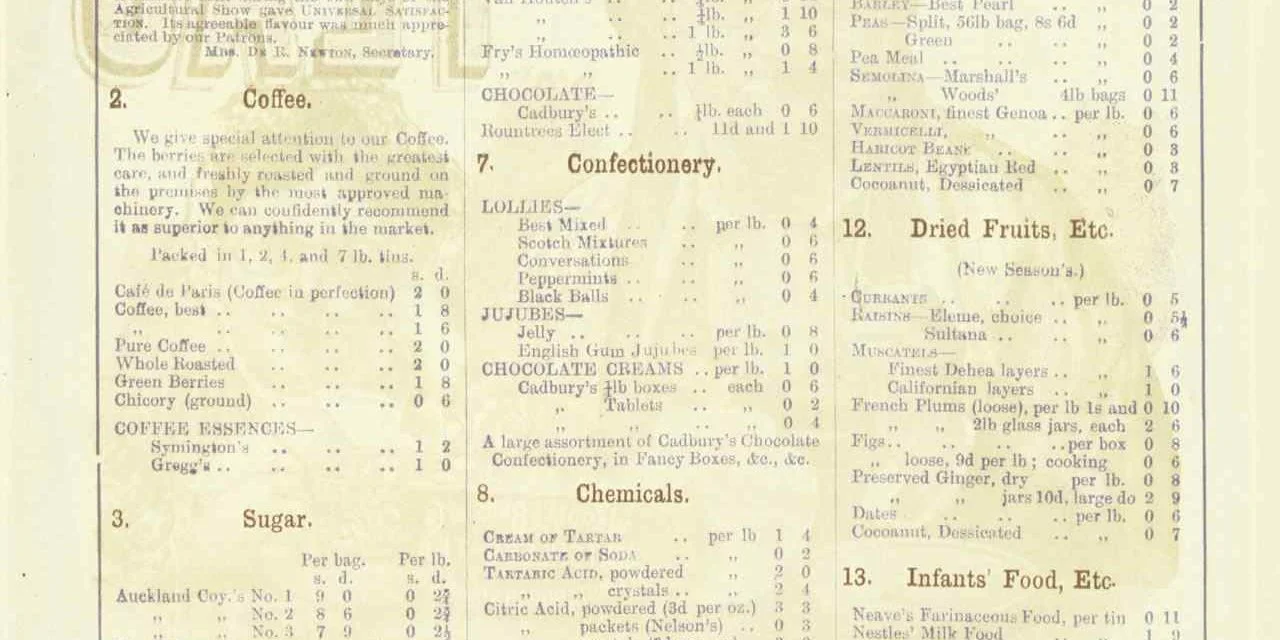 Agricultural Show gave UNIVERSAL SATISFAC-
TION. Its agreeable flavour was much appre-
ciated by our Patrons.
MRS. DE R. NEWTON, Secretary.
2. Coffee.
We give special attention to our Coffee.
The berries are selected with the greatest
care, and freshly roasted and ground on
the premises by the most approved ma-
chinery. We can confidently recommend
it as superior to anything in the market.
Packed in 1, 2, 4, and 7 lb. tins.
s. d.
Café de Paris (Coffee in perfection) 2 0
Coffee, best .. .. .. .. 1 8
„ .. .. .. .. 1 6
Pure Coffee .. .. .. .. 2 0
Whole Roasted .. .. .. 2 0
Green Berries .. .. .. 1 8
Chicory (ground) .. .. .. 0 6
COFFEE ESSENCES—
Symington's .. .. .. 1 2
Gregg's .. .. .. .. 1 0
3. Sugar.
Per bag. Per lb.
s. d. s. d.
Auckland Coy.'s No. 1 9 0 0 2¾
„ „ No. 2 8 6 0 2¾
„ „ No. 3 7 9 0 2½
„ .. .. ¼lb. „ 1 10
„ .. .. 1 lb. „ 3 6
Fry's Homœopathic .. ½lb. „ 0 8
„ „ .. 1 lb. „ 1 4
CHOCOLATE—
Cadbury's .. .. ¼lb. each 0 6
Rountrees Elect .. .. 11d and 1 10
7. Confectionery.
LOLLIES—
Best Mixed .. .. per lb. 0 4
Scotch Mixtures .. „ 0 6
Conversations .. „ 0 6
Peppermints .. .. „ 0 6
Black Balls .. .. „ 0 4
JUJUBES—
Jelly .. .. .. per lb. 0 8
English Gum Jujubes per lb. 1 0
CHOCOLATE CREAMS .. per lb. 1 0
Cadbury's ¼lb boxes .. each 0 6
„ Tablets .. „ 0 2
„ „ .. „ 0 4
A large assortment of Cadbury's Chocolate
Confectionery, in Fancy Boxes, &c., &c.
8. Chemicals.
CREAM OF TARTAR .. per lb 1 4
CARBONATE OF SODA .. „ 0 2
TARTARIC ACID, powdered „ 2 0
„ „ crystals .. „ 2 4
Citric Acid, powdered (3d per oz.) 3 3
„ packets (Nelson's) .. 0 3
BARLEY—Best Pearl .. „ 0 2
PEAS—Split, 56lb bag, 8s 6d „ 0 2
Green .. .. „ 0 2
Pea Meal .. .. .. „ 0 4
SEMOLINA—Marshall's .. „ 0 6
„ Woods' 4lb bags 0 11
MACCARONI, finest Genoa .. per lb. 0 6
VERMICELLI, „ .. „ 0 6
HARICOT BEANS .. .. „ 0 3
LENTILS, Egyptian Red .. „ 0 3
Cocoanut, Dessicated .. „ 0 7
12. Dried Fruits, Etc.
(New Season's.)
CURRANTS .. .. .. per lb. 0 5
RAISINS—Eleme, choice .. „ 0 5½
Sultana .. .. „ 0 6
MUSCATELS—
Finest Dehea layers .. „ 1 6
Californian layers .. 1 0
French Plums (loose), per lb 1s and 0 10
„ „ 2lb glass jars, each 2 6
Figs .. .. .. .. per box 0 8
„ loose, 9d per lb; cooking 0 6
Preserved Ginger, dry per lb. 0 8
„ „ jars 10d, large do 2 9
Dates .. .. .. per lb. 0 6
Cocoanut, Dessicated .. 0 7
13. Infants' Food, Etc.
Neave's Farinaceous Food, per tin 0 11
Nestles' Milk Food .. 1 9